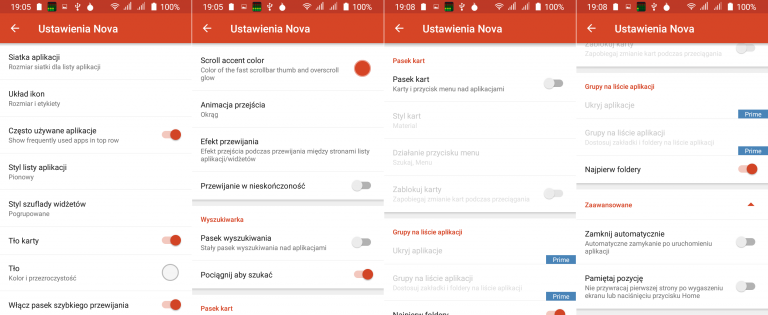 19:05
100%
Ustawienia Nova
Siatka aplikacji
Rozmiar siatki dla listy aplikacji
Układ ikon
Rozmiar i etykiety
Często używane aplikacje
Show frequently used apps in top row
Styl listy aplikacji
Pionowy
Styl szuflady widżetów
Pogrupowane
Tło karty
Tło
Kolor i przezroczystość
Włącz pasek szybkiego przewijania
19:05
100%
Ustawienia Nova
Scroll accent color
Color of the fast scrollbar thumb and overscroll
glow
Animacja przejścia
Okrąg
Efekt przewijania
Efekt przejścia podczas przewijania między stronami listy
aplikacji/widżetów
Przewijanie w nieskończoność
Wyszukiwarka
Pasek wyszukiwania
Stały pasek wyszukiwania nad aplikacjami
Pociągnij aby szukać
Pasek kart
19:08
100%
Ustawienia Nova
Pasek kart
Pasek kart
Karty i przycisk menu nad aplikacjami
Styl kart
Material
Działanie przycisku menu
Szukaj, Menu
Zablokuj karty
Zapobiegaj zmianie kart podczas przeciągania
Grupy na liście aplikacji
Ukryj aplikacje
Prime
Grupy na liście aplikacji
Dostosuj zakładki i foldery na liście aplikacji
Prime
Najpierw foldery
19:08
100%
Ustawienia Nova
Zablokuj karty
Zapobiegaj zmianie kart podczas przeciągania
Grupy na liście aplikacji
Ukryj aplikacje
Prime
Grupy na liście aplikacji
Dostosuj zakładki i foldery na liście aplikacji
Prime
Najpierw foldery
Zaawansowane
Zamknij automatycznie
Automatyczne zamykanie po uruchomieniu
aplikacji
Pamiętaj pozycję
Nie przywracaj pierwszej strony po wygaszeniu
ekranu lub naciśnięciu przycisku Home